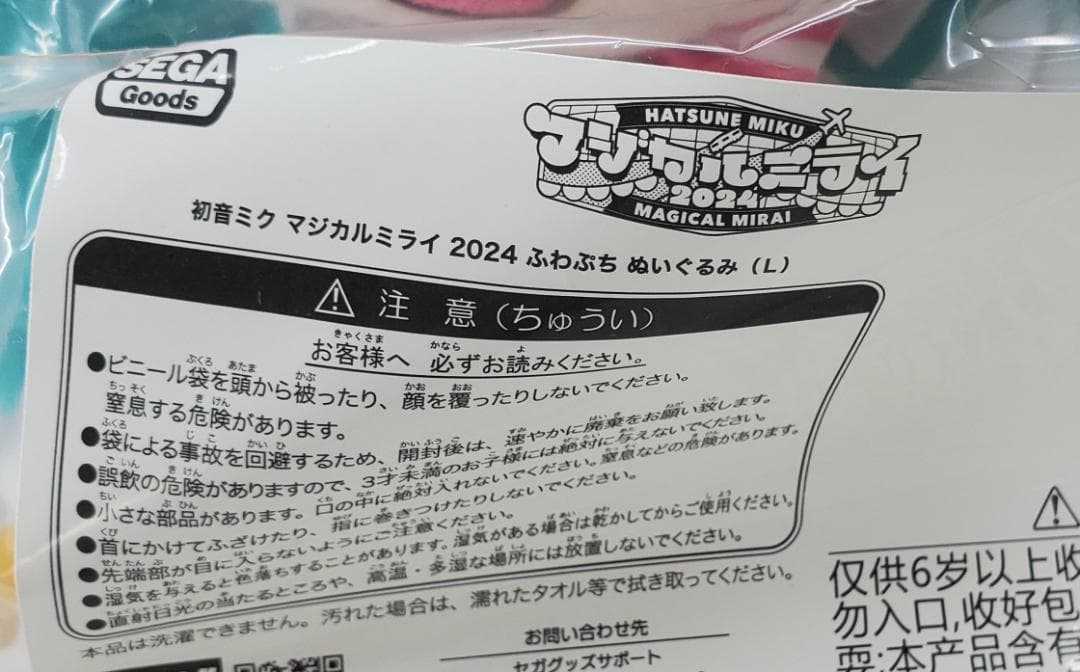 SEGA
Goods
HATSUNE MIKU
マジカルミライ
2024
MAGICAL MIRAI
初音ミク マジカルミライ 2024 ふわぷち ぬいぐるみ（L）
⚠ 注 意（ちゅうい）
お客様へ 必ずお読みください。
●ビニール袋を頭から被ったり、顔を覆ったりしないでください。
窒息する危険があります。
●袋による事故を回避するため、開封後は、速やかに廃棄をお願い致します。
●誤飲の危険がありますので、3才未満のお子様には絶対に与えないでください。
●小さな部品があります。口の中に絶対入れないでください。窒息などの危険があります。
●首にかけてふざけたり、指に巻きつけたりしないでください。
●先端部が目に入らないようにご注意ください。
●湿気を与えると色落ちすることがあります。湿気がある場合は乾かしてからご使用ください。
●直射日光の当たるところや、高温・多湿な場所には放置しないでください。
本品は洗濯できません。汚れた場合は、濡れたタオル等で拭き取ってください。
お問い合わせ先
セガグッズサポート
仅供6岁以上收
勿入口,收好包
耍:本产品含有